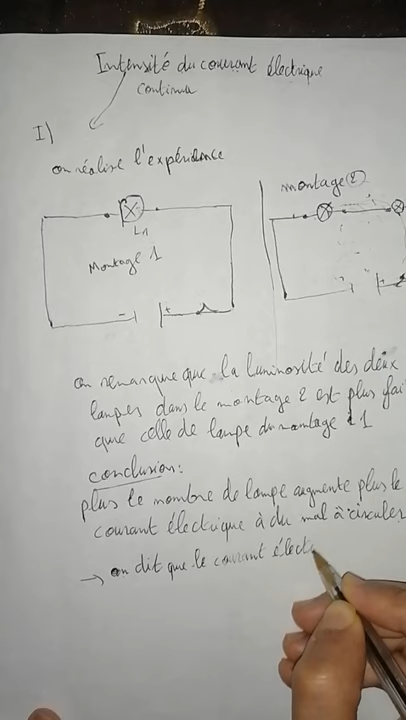 Intensité du courant électrique
continu
I)
on réalise l'expérience
montage (2)
L1
Montage 1
- +
- +
on remarque que la luminosité des deux
lampes dans le montage 2 est plus fai
que celle de lampe du montage 1
conclusion:
plus le nombre de lampe augmente plus le
courant électrique à du mal à circuler
→ on dit que le courant élect